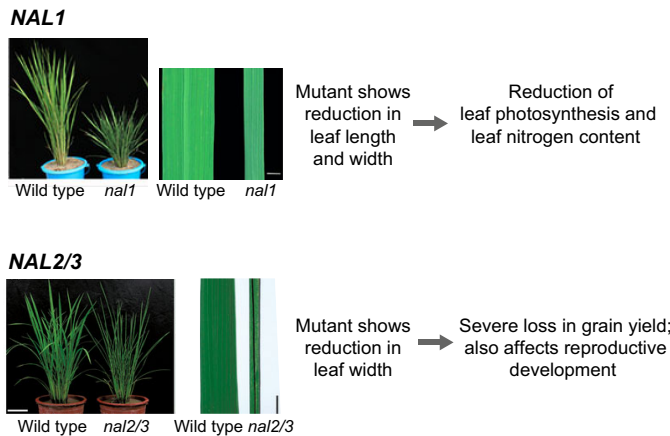 NAL1
Mutant shows
reduction in
leaf length
and width
Reduction of
leaf photosynthesis and
leaf nitrogen content
Wild type nal1 Wild type nal1
NAL2/3
Mutant shows
reduction in
leaf width
Severe loss in grain yield;
also affects reproductive
development
Wild type nal2/3 Wild type nal2/3